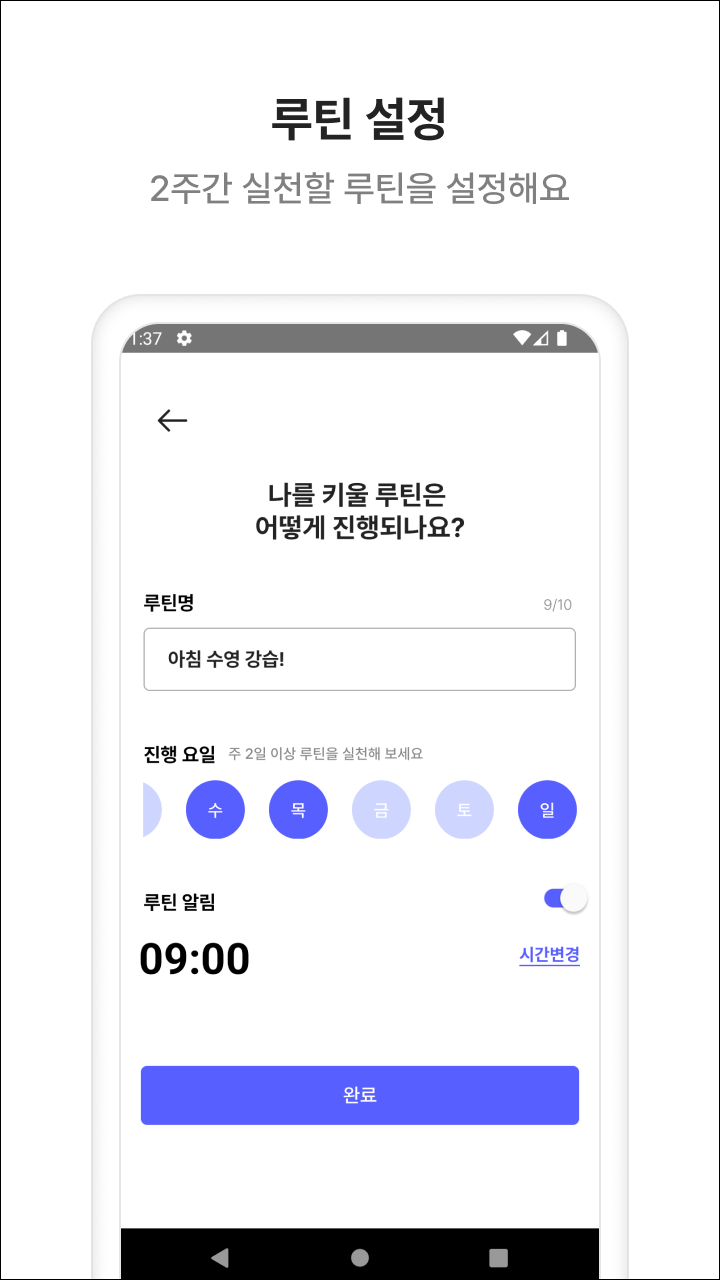 루틴 설정
2주간 실천할 루틴을 설정해요
1:37
나를 키울 루틴은
어떻게 진행되나요?
루틴명 9/10
아침 수영 강습!
진행 요일 주 2일 이상 루틴을 실천해 보세요
수 목 금 토 일
루틴 알림
09:00 시간변경
완료